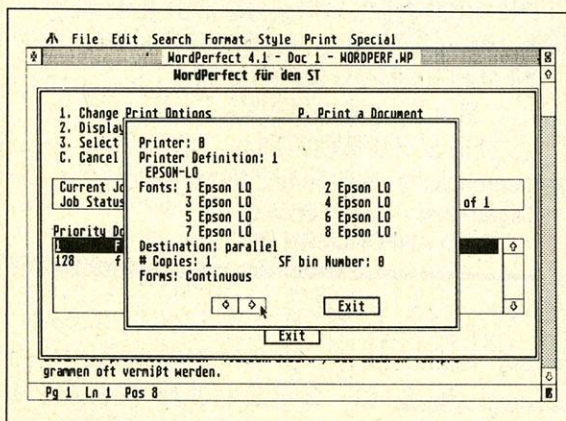 File Edit Search Format Style Print Special
WordPerfect 4.1 - Doc 1 - WORDPERF.WP
WordPerfect für den ST
1. Change Print Options P. Print a Document
2. Display
3. Select
C. Cancel
Printer: B
Printer Definition: 1
EPSON-LQ
Fonts: 1 Epson LQ 2 Epson LQ
3 Epson LQ 4 Epson LQ
5 Epson LQ 6 Epson LQ
7 Epson LQ 8 Epson LQ
Destination: parallel
# Copies: 1 SF bin Number: 0
Forms: Continuous
Exit
Current Jo
Job Status of 1
Priority Do
128 f
Exit
grammen oft vermißt werden.
Pg 1 Ln 1 Pos 8